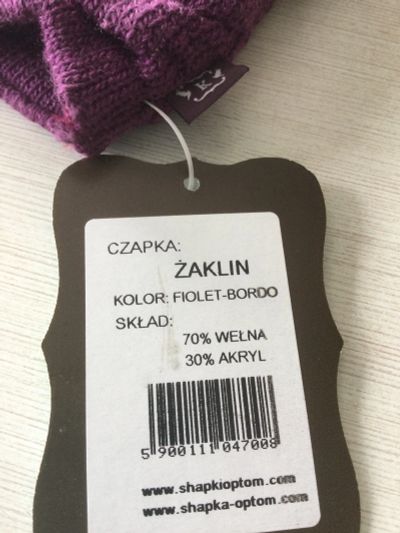 K
CZAPKA:
ŻAKLIN
KOLOR: FIOLET-BORDO
SKŁAD:
70% WEŁNA
30% AKRYL
5 900111 047008
www.shapkioptom.com
www.shapka-optom.com